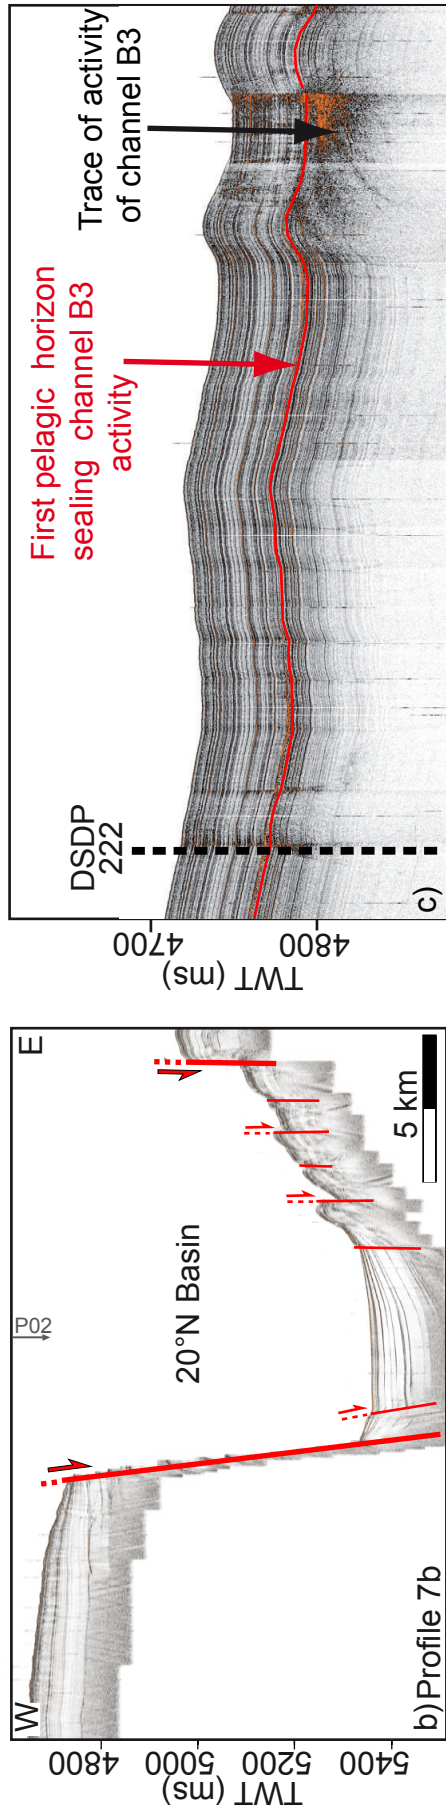 W
E
P02
20°N Basin
5 km
b) Profile 7b
4800
5000
5200
5400
TWT (ms)
DSDP
222
First pelagic horizon
sealing channel B3
activity
Trace of activity
of channel B3
c)
4700
4800
TWT (ms)